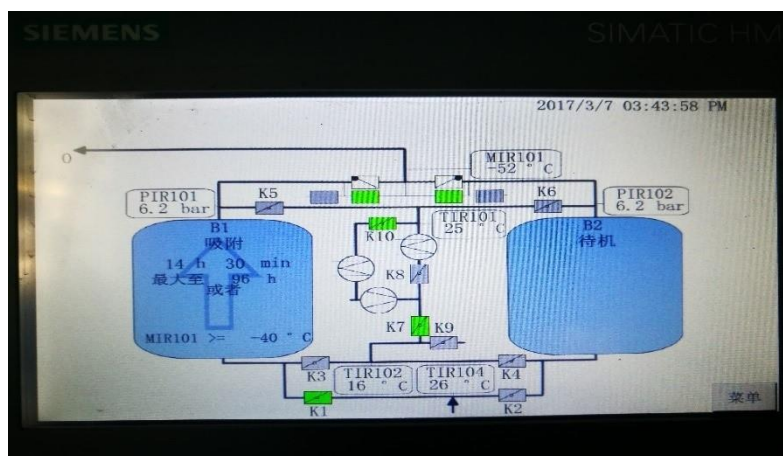 SIEMENS
SIMATIC HM
2017/3/7 03:43:58 PM
O
MIR101
-52 ° C
PIR101
6.2 bar
K5
K6
PIR102
6.2 bar
B1
吸附
14 h 30 min
最大至 96 h
或者
MIR101 >= -40 ° C
K10
TIR101
25 ° C
B2
待机
K8
K7
K9
K3
TIR102
16 ° C
TIR104
26 ° C
K4
K1
K2
菜单